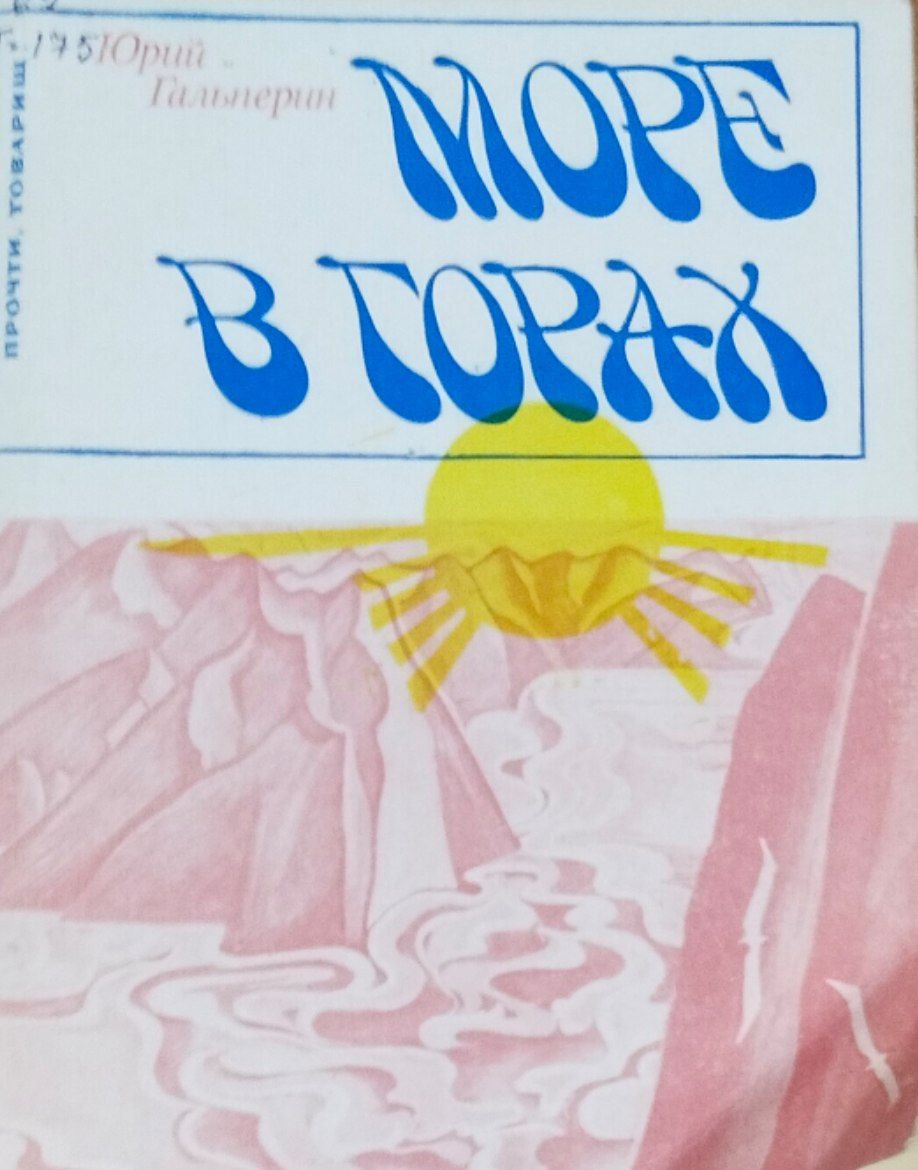 175
Юрий
Гальперин
МОРЕ
В ГОРАХ
ПРОЧТИ, ТОВАРИЩ!